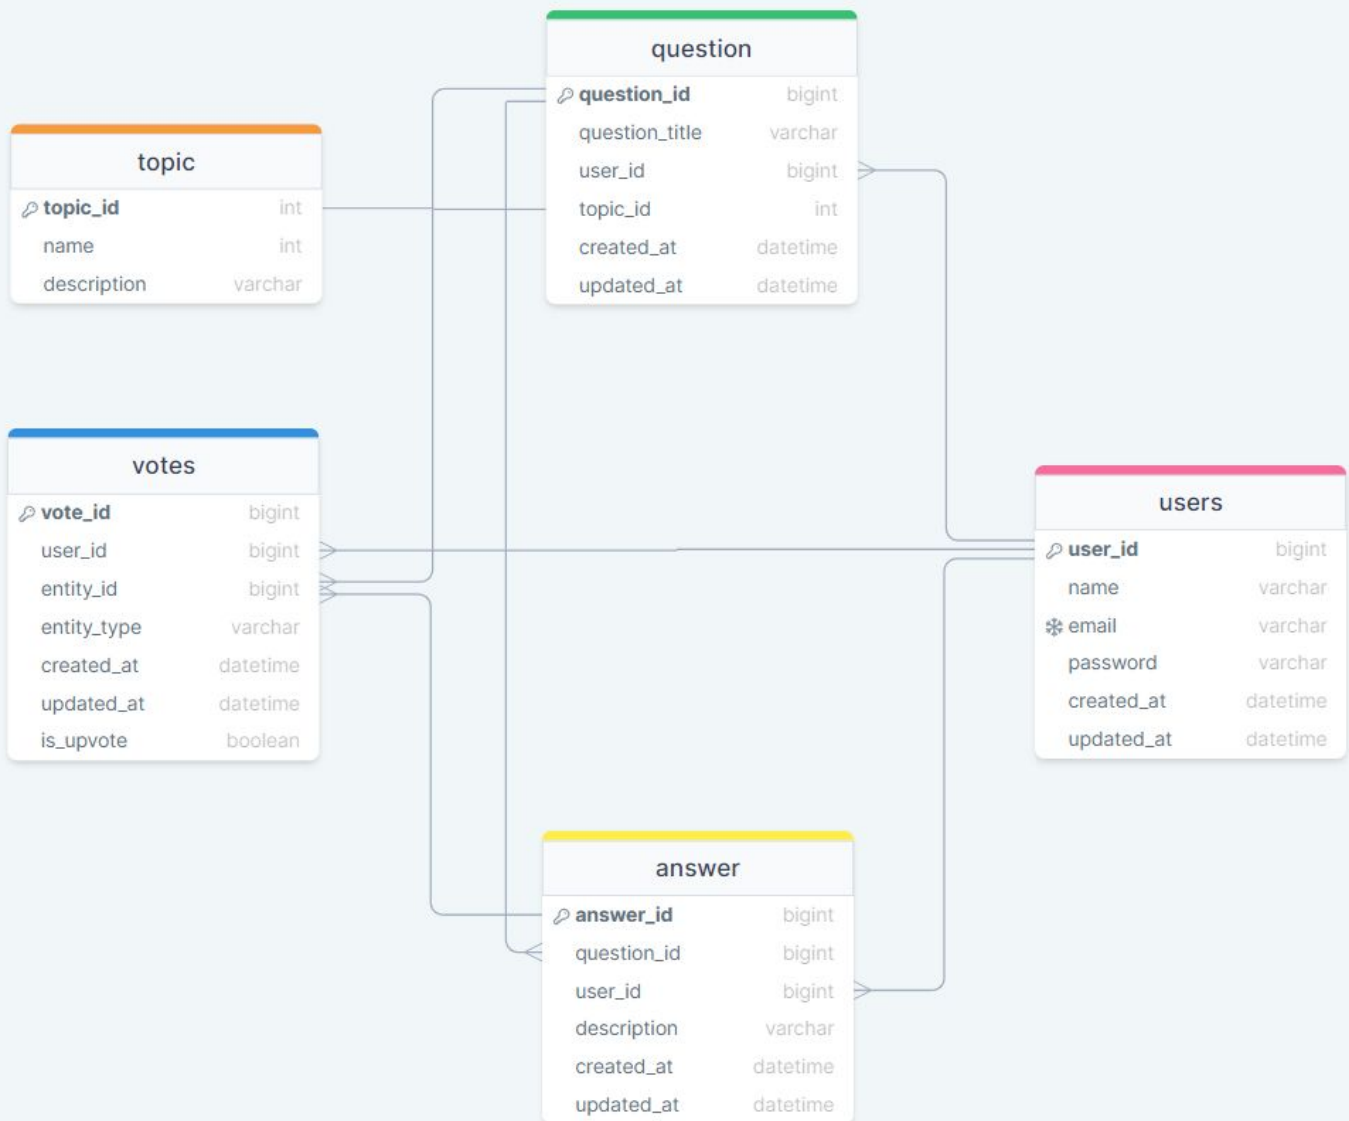 question
question_id bigint
question_title varchar
user_id bigint
topic_id int
created_at datetime
updated_at datetime
topic
topic_id int
name int
description varchar
votes
vote_id bigint
user_id bigint
entity_id bigint
entity_type varchar
created_at datetime
updated_at datetime
is_upvote boolean
users
user_id bigint
name varchar
email varchar
password varchar
created_at datetime
updated_at datetime
answer
answer_id bigint
question_id bigint
user_id bigint
description varchar
created_at datetime
updated_at datetime